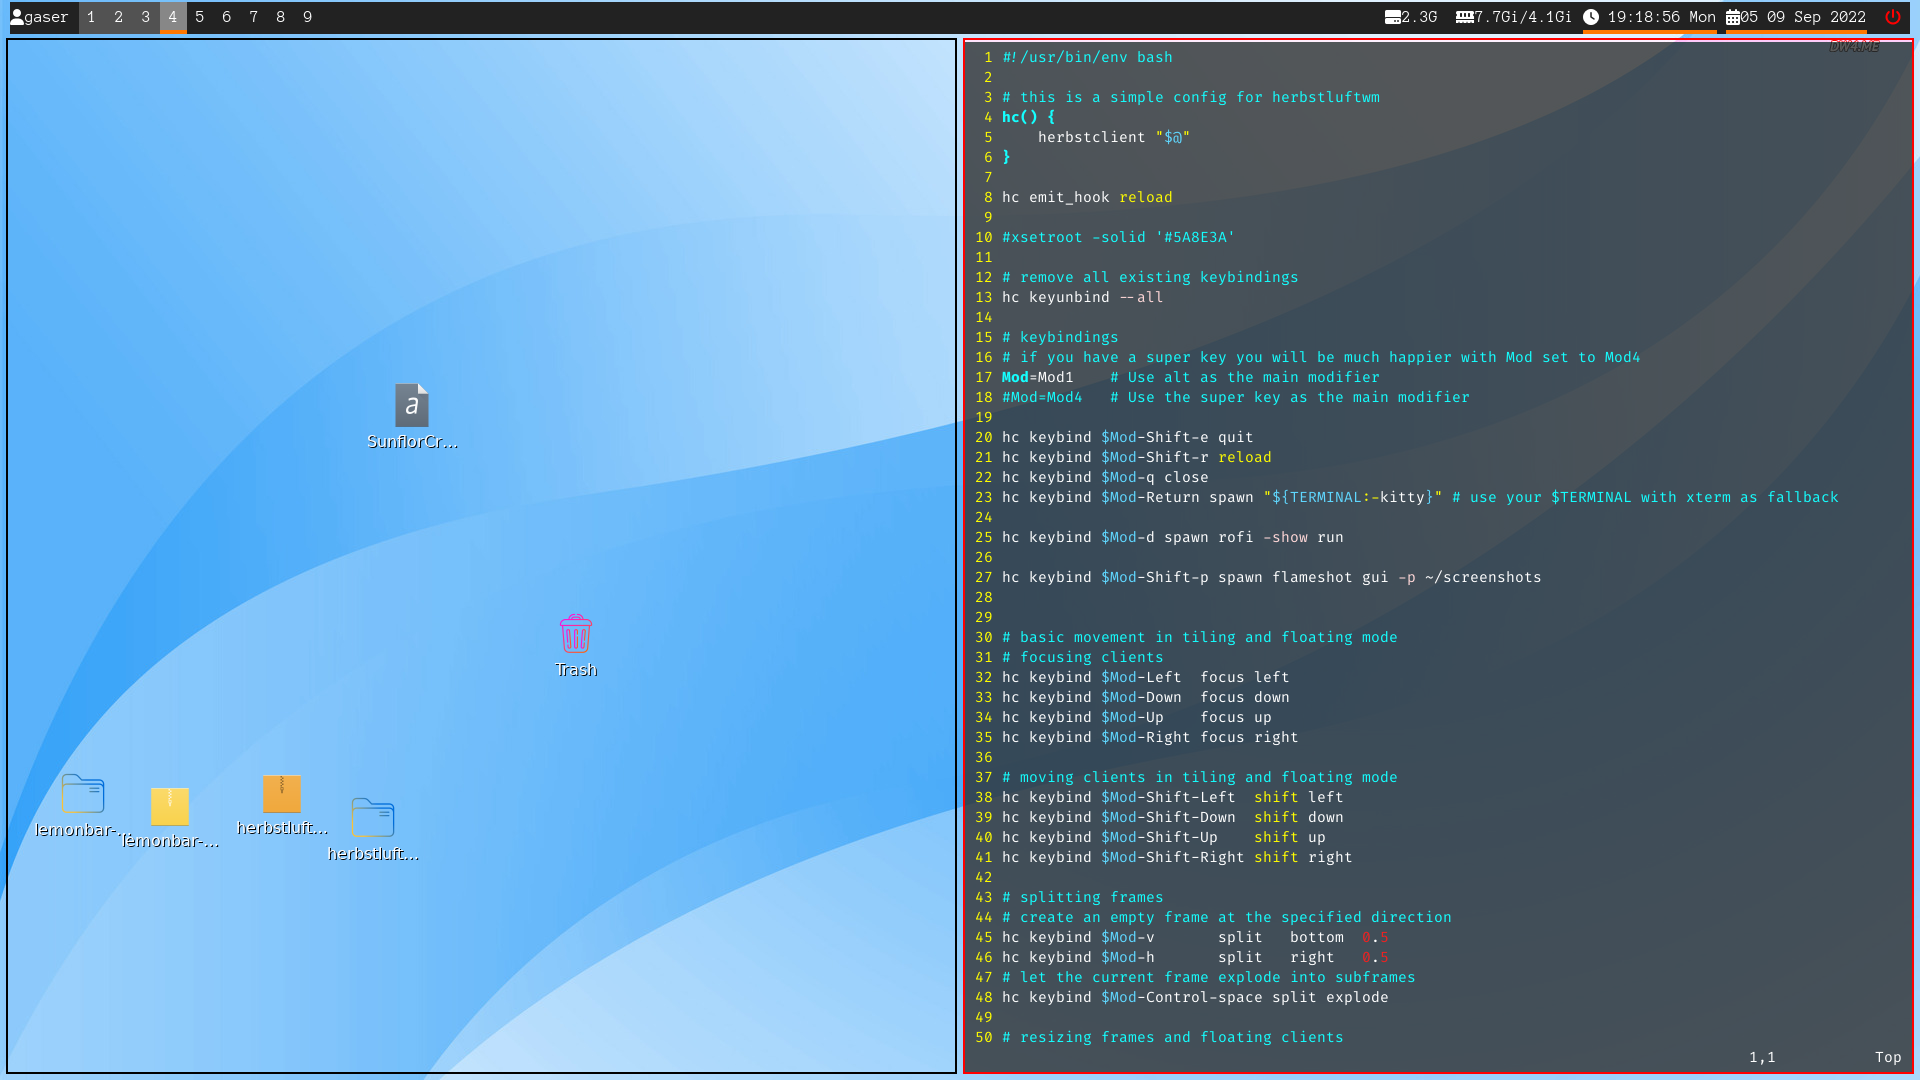 gaser 1 2 3 4 5 6 7 8 9 2.3G 7.7Gi/4.1Gi 19:18:56 Mon 05 09 Sep 2022
DW4.ME
SunflorCr...
Trash
lemonbar-...
lemonbar-...
herbstluft...
herbstluft...
1 #!/usr/bin/env bash
2
3 # this is a simple config for herbstluftwm
4 hc() {
5     herbstclient "$@"
6 }
7
8 hc emit_hook reload
9
10 #xsetroot -solid '#5A8E3A'
11
12 # remove all existing keybindings
13 hc keyunbind --all
14
15 # keybindings
16 # if you have a super key you will be much happier with Mod set to Mod4
17 Mod=Mod1    # Use alt as the main modifier
18 #Mod=Mod4   # Use the super key as the main modifier
19
20 hc keybind $Mod-Shift-e quit
21 hc keybind $Mod-Shift-r reload
22 hc keybind $Mod-q close
23 hc keybind $Mod-Return spawn "${TERMINAL:-kitty}" # use your $TERMINAL with xterm as fallback
24
25 hc keybind $Mod-d spawn rofi -show run
26
27 hc keybind $Mod-Shift-p spawn flameshot gui -p ~/screenshots
28
29
30 # basic movement in tiling and floating mode
31 # focusing clients
32 hc keybind $Mod-Left  focus left
33 hc keybind $Mod-Down  focus down
34 hc keybind $Mod-Up    focus up
35 hc keybind $Mod-Right focus right
36
37 # moving clients in tiling and floating mode
38 hc keybind $Mod-Shift-Left  shift left
39 hc keybind $Mod-Shift-Down  shift down
40 hc keybind $Mod-Shift-Up    shift up
41 hc keybind $Mod-Shift-Right shift right
42
43 # splitting frames
44 # create an empty frame at the specified direction
45 hc keybind $Mod-v       split   bottom  0.5
46 hc keybind $Mod-h       split   right   0.5
47 # let the current frame explode into subframes
48 hc keybind $Mod-Control-space split explode
49
50 # resizing frames and floating clients
1,1 Top